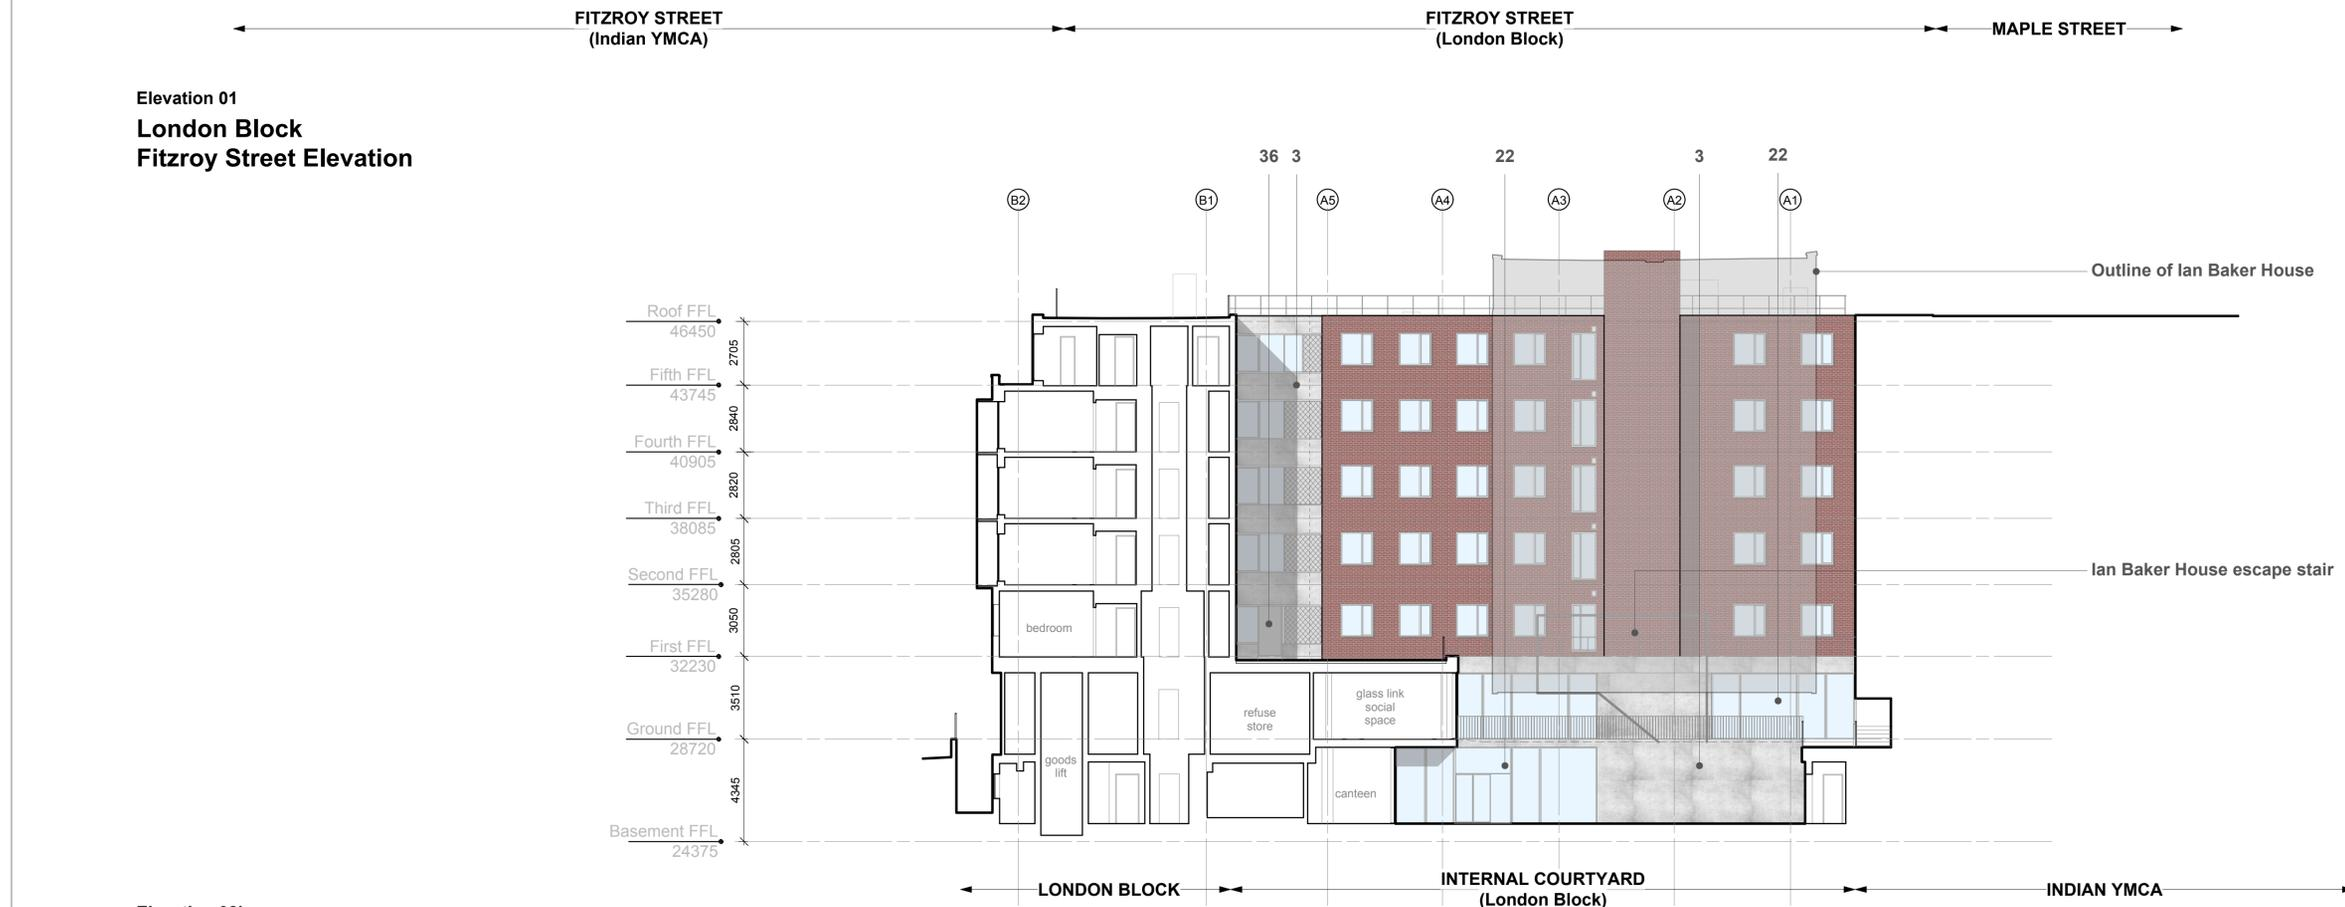 FITZROY STREET
(Indian YMCA)
FITZROY STREET
(London Block)
MAPLE STREET
Elevation 01
London Block
Fitzroy Street Elevation
36 3 22 3 22
B2 B1 A5 A4 A3 A2 A1
Outline of Ian Baker House
Roof FFL
46450
2705
Fifth FFL
43745
2840
Fourth FFL
40905
2820
Third FFL
38085
2805
Second FFL
35280
Ian Baker House escape stair
3050
bedroom
First FFL
32230
3510
refuse
store
glass link
social
space
Ground FFL
28720
goods
lift
4345
canteen
Basement FFL
24375
LONDON BLOCK
INTERNAL COURTYARD
(London Block)
INDIAN YMCA